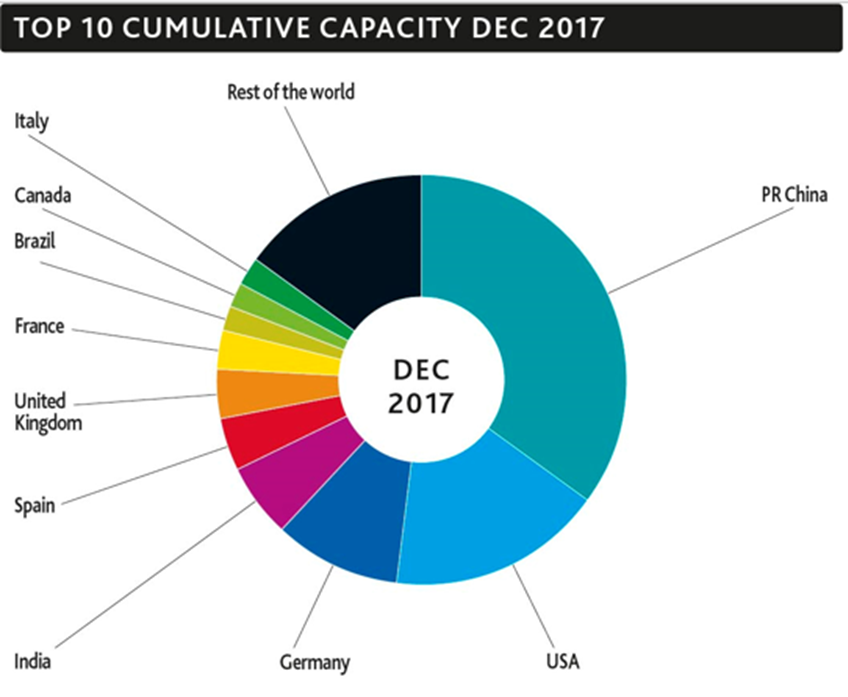 TOP 10 CUMULATIVE CAPACITY DEC 2017
Rest of the world
Italy
Canada
PR China
Brazil
France
DEC
2017
United
Kingdom
Spain
India
Germany
USA